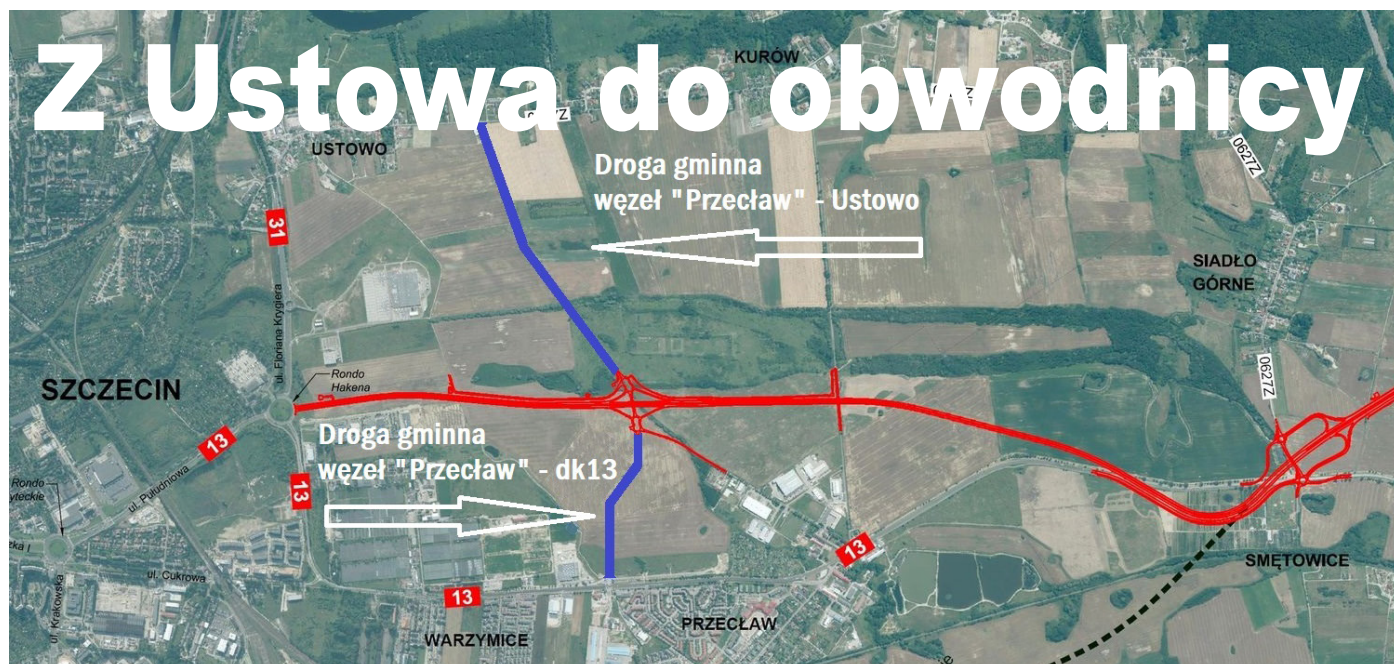 Z Ustowa do obwodnicy
KURÓW
USTOWO
0627Z
Droga gminna
węzeł "Przecław" - Ustowo
31
SIADŁO
GÓRNE
ul. Floriana Krygiera
SZCZECIN
Rondo
Hakena
0627Z
13
Droga gminna
węzeł "Przecław" - dk13
13
Rondo
ul. Południowa
13
SMĘTOWICE
ul. Cukrowa
13
ul. Krakowska
PRZECŁAW
WARZYMICE